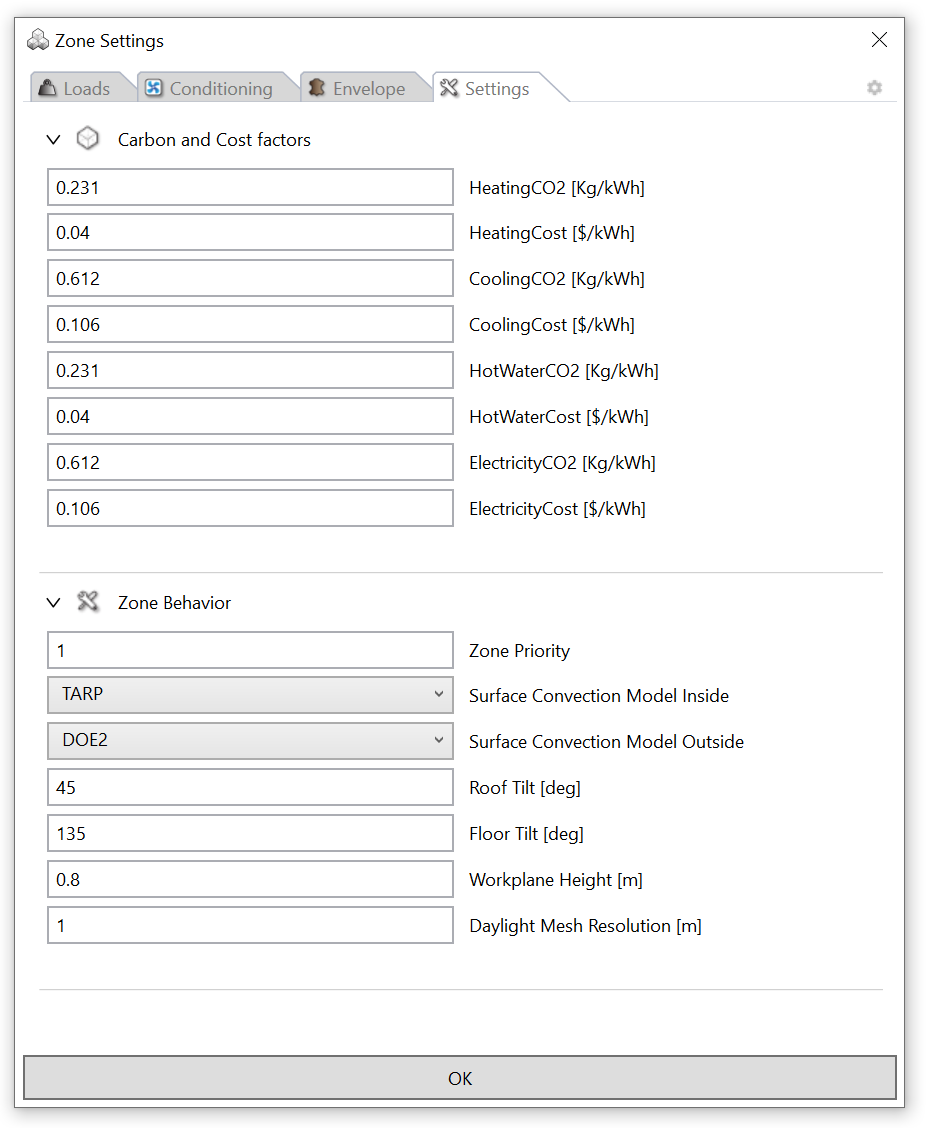 Zone Settings
Loads Conditioning Envelope Settings
Carbon and Cost factors
0.231 HeatingCO2 [Kg/kWh]
0.04 HeatingCost [$/kWh]
0.612 CoolingCO2 [Kg/kWh]
0.106 CoolingCost [$/kWh]
0.231 HotWaterCO2 [Kg/kWh]
0.04 HotWaterCost [$/kWh]
0.612 ElectricityCO2 [Kg/kWh]
0.106 ElectricityCost [$/kWh]
Zone Behavior
1 Zone Priority
TARP Surface Convection Model Inside
DOE2 Surface Convection Model Outside
45 Roof Tilt [deg]
135 Floor Tilt [deg]
0.8 Workplane Height [m]
1 Daylight Mesh Resolution [m]
OK